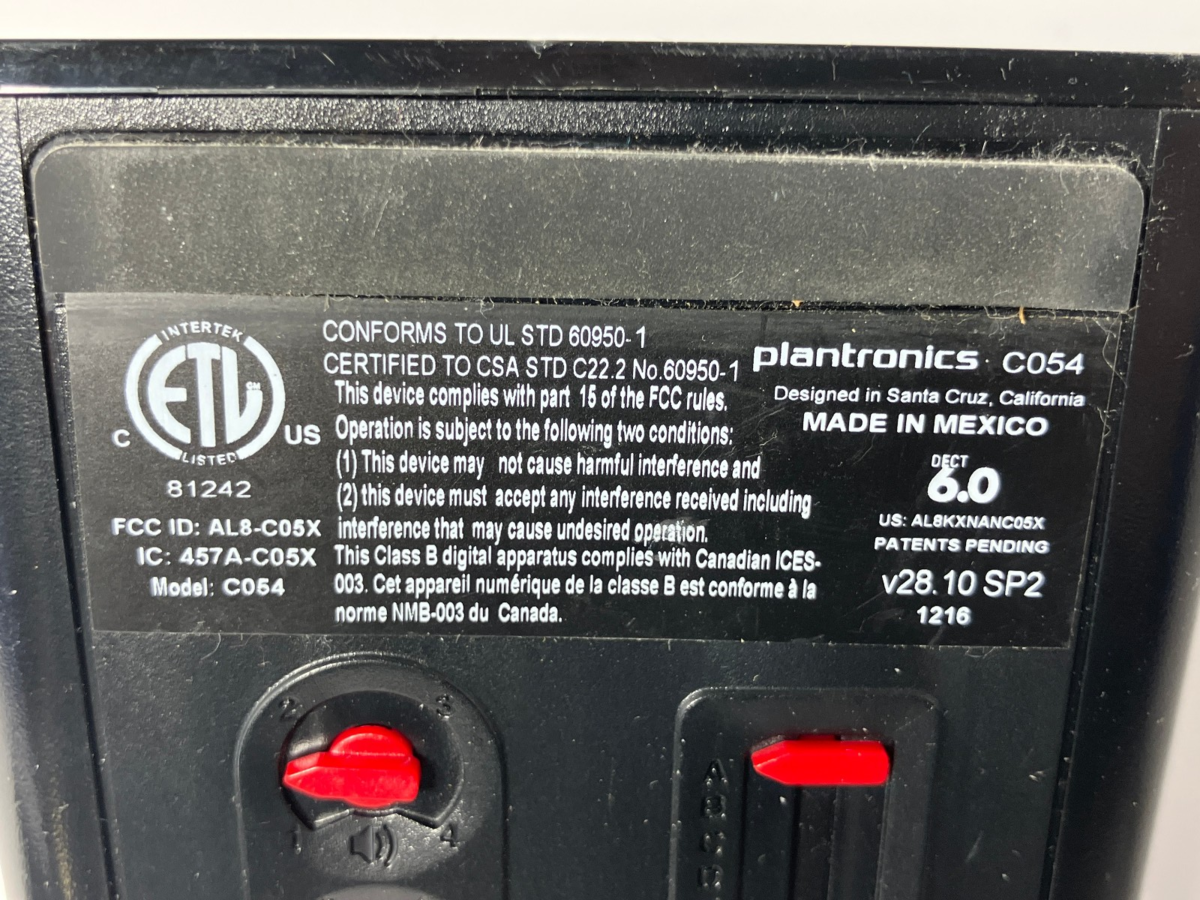 INTERTEK
ETL
SM
LISTED
C
US
81242
FCC ID: AL8-C05X
IC: 457A-C05X
Model: C054
CONFORMS TO UL STD 60950-1
CERTIFIED TO CSA STD C22.2 No.60950-1
This device complies with part 15 of the FCC rules.
Operation is subject to the following two conditions:
(1) This device may not cause harmful interference and
(2) this device must accept any interference received including
interference that may cause undesired operation.
This Class B digital apparatus complies with Canadian ICES-
003. Cet appareil numérique de la classe B est conforme à la
norme NMB-003 du Canada.
plantronics. C054
Designed in Santa Cruz, California
MADE IN MEXICO
DECT
6.0
US: AL8KXNANC05X
PATENTS PENDING
v28.10 SP2
1216
2 3
1 4
A
B
C
D